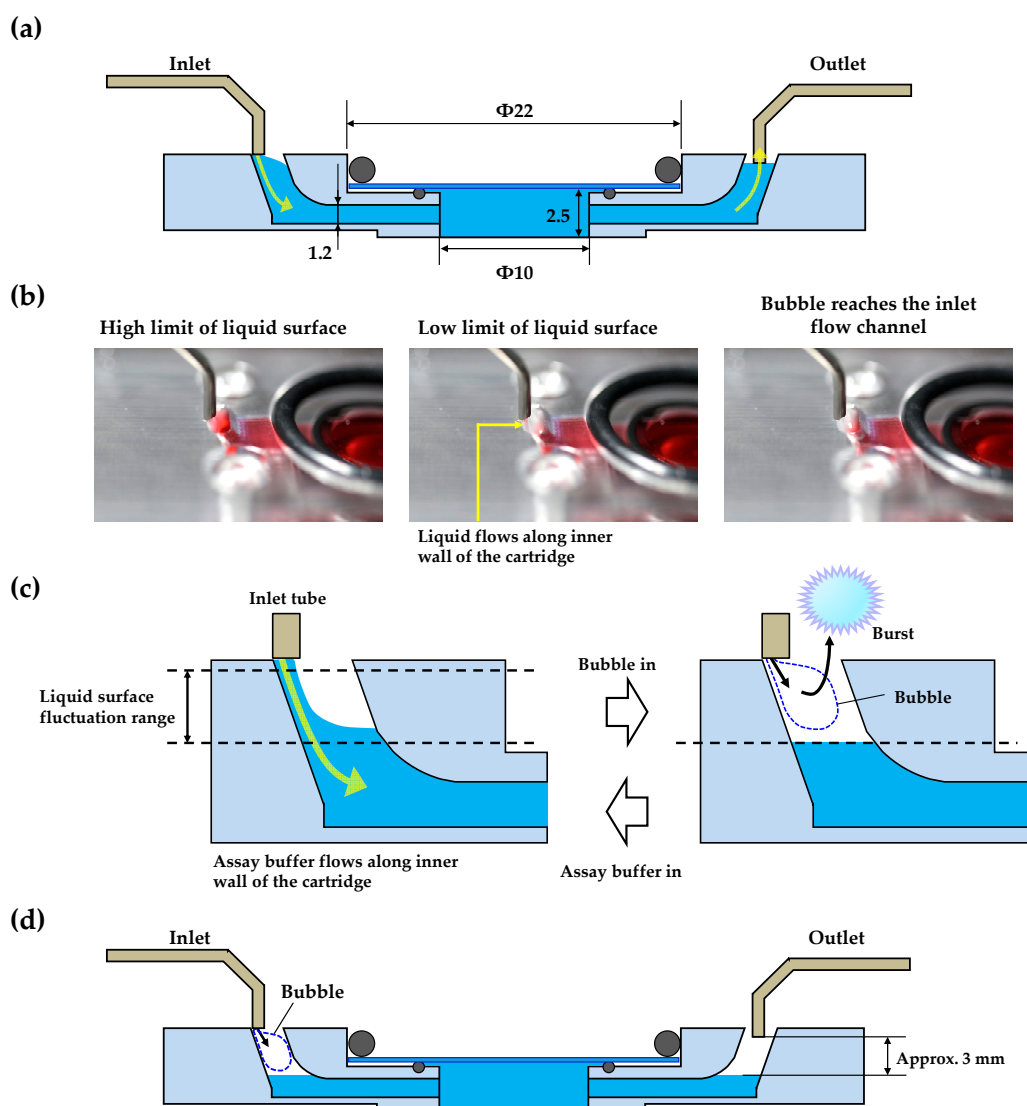 (a)
Inlet
Outlet
Φ22
2.5
1.2
Φ10
(b)
High limit of liquid surface
Low limit of liquid surface
Bubble reaches the inlet
flow channel
Liquid flows along inner
wall of the cartridge
(c)
Inlet tube
Liquid surface
fluctuation range
Bubble in
Burst
Bubble
Assay buffer flows along inner
wall of the cartridge
Assay buffer in
(d)
Inlet
Outlet
Bubble
Approx. 3 mm